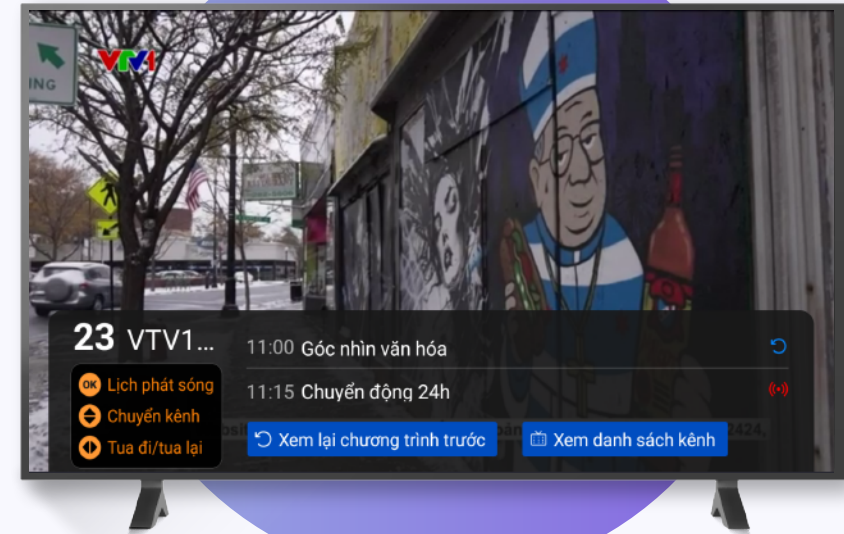 ING
VTV1
23 VTV1...
11:00 Góc nhìn văn hóa
11:15 Chuyển động 24h
OK Lịch phát sóng
Chuyển kênh
Tua đi/tua lại
Xem lại chương trình trước
Xem danh sách kênh
2424,